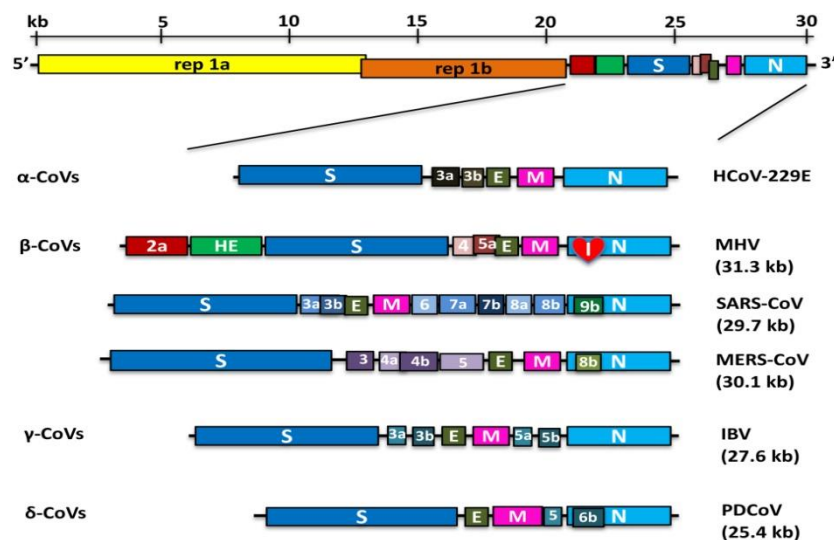 kb 5 10 15 20 25 30
5’ rep 1a rep 1b S N 3’
α-CoVs S 3a 3b E M N HCoV-229E
β-CoVs 2a HE S 4 5a E M I N MHV
(31.3 kb)
S 3a 3b E M 6 7a 7b 8a 8b 9b N SARS-CoV
(29.7 kb)
S 3 4a 4b 5 E M 8b N MERS-CoV
(30.1 kb)
γ-CoVs S 3a 3b E M 5a 5b N IBV
(27.6 kb)
δ-CoVs S E M 5 6b N PDCoV
(25.4 kb)